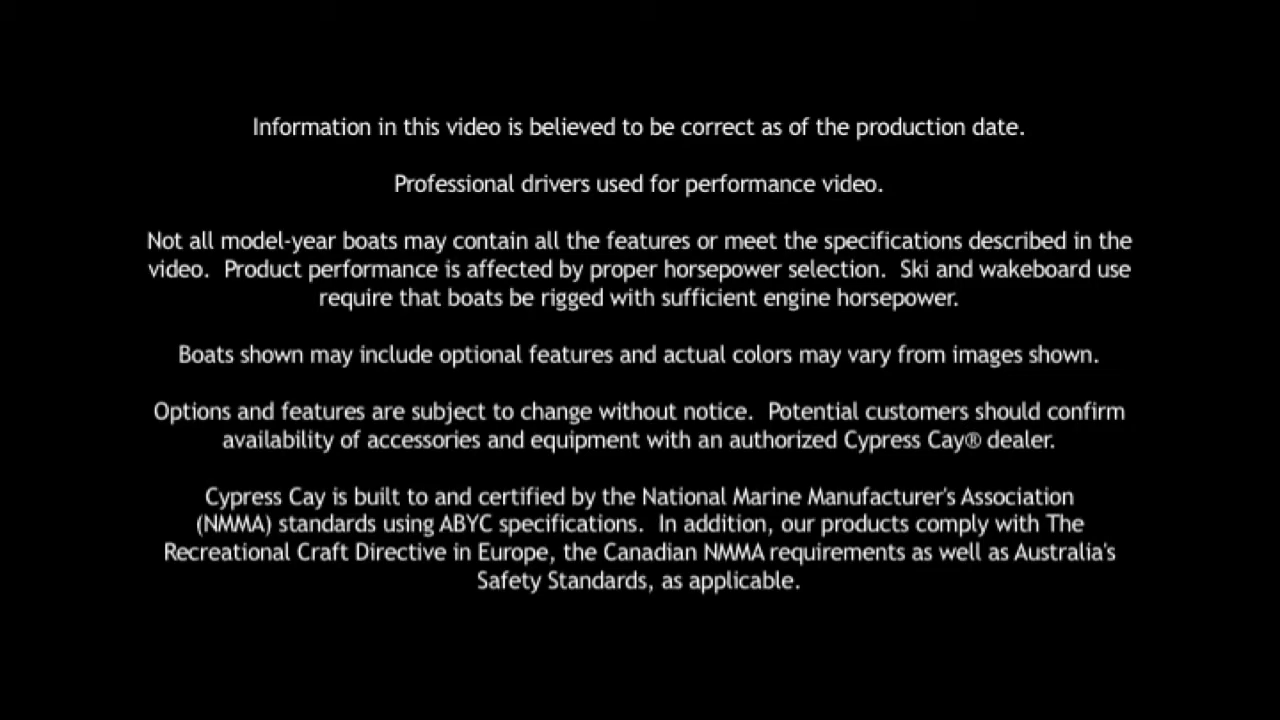 Information in this video is believed to be correct as of the production date.
Professional drivers used for performance video.
Not all model-year boats may contain all the features or meet the specifications described in the
video.  Product performance is affected by proper horsepower selection.  Ski and wakeboard use
require that boats be rigged with sufficient engine horsepower.
Boats shown may include optional features and actual colors may vary from images shown.
Options and features are subject to change without notice.  Potential customers should confirm
availability of accessories and equipment with an authorized Cypress Cay® dealer.
Cypress Cay is built to and certified by the National Marine Manufacturer's Association
(NMMA) standards using ABYC specifications.  In addition, our products comply with The
Recreational Craft Directive in Europe, the Canadian NMMA requirements as well as Australia's
Safety Standards, as applicable.